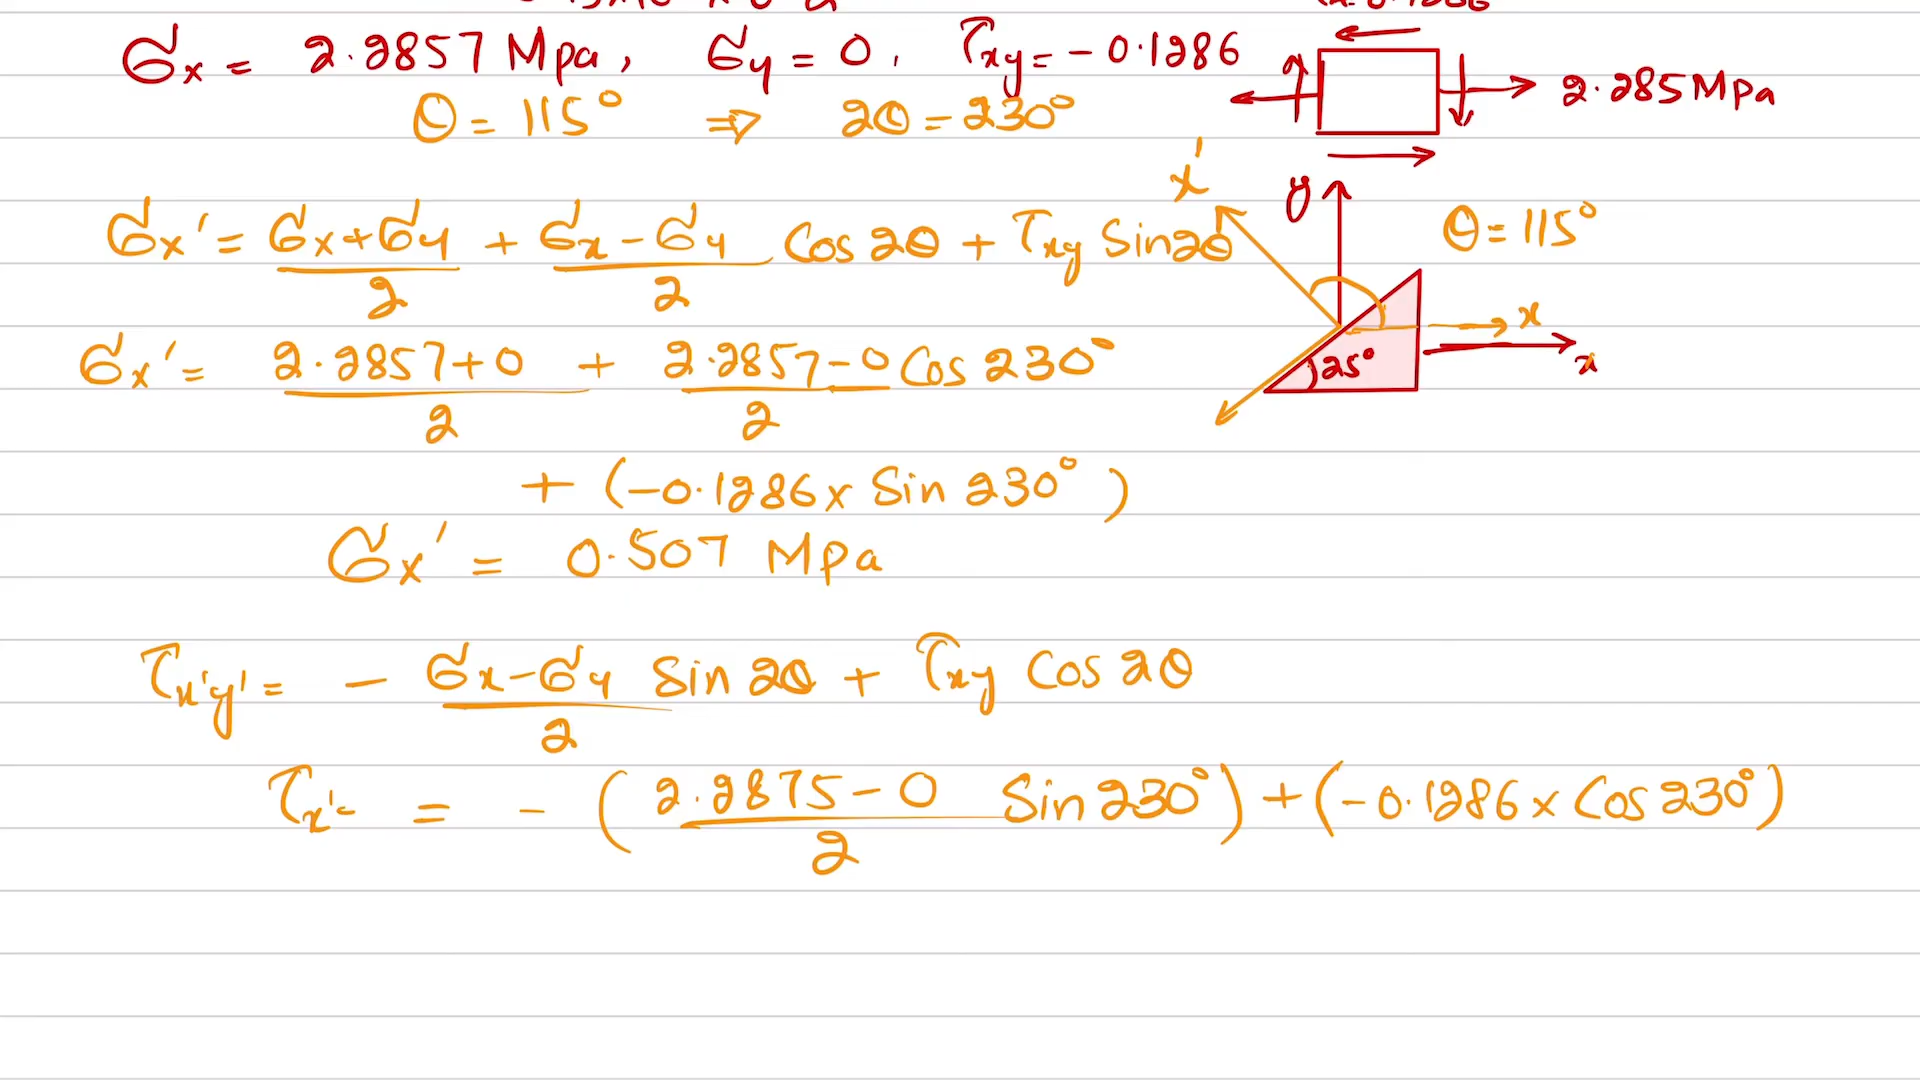 σx = 2.2857 Mpa, σy = 0, τxy = -0.1286
2.285 Mpa
θ = 115° ⇒ 2θ = 230°
x'
y
θ = 115°
x
x
25°
σx' = (σx+σy)/2 + (σx-σy)/2 Cos 2θ + τxy Sin2θ
σx' = (2.2857+0)/2 + (2.2857-0)/2 Cos 230°
+ (-0.1286 x Sin 230°)
σx' = 0.507 Mpa
τx'y' = - (σx-σy)/2 Sin 2θ + τxy Cos 2θ
τx'- = - ((2.2875-0)/2 Sin 230°) + (-0.1286 x Cos 230°)